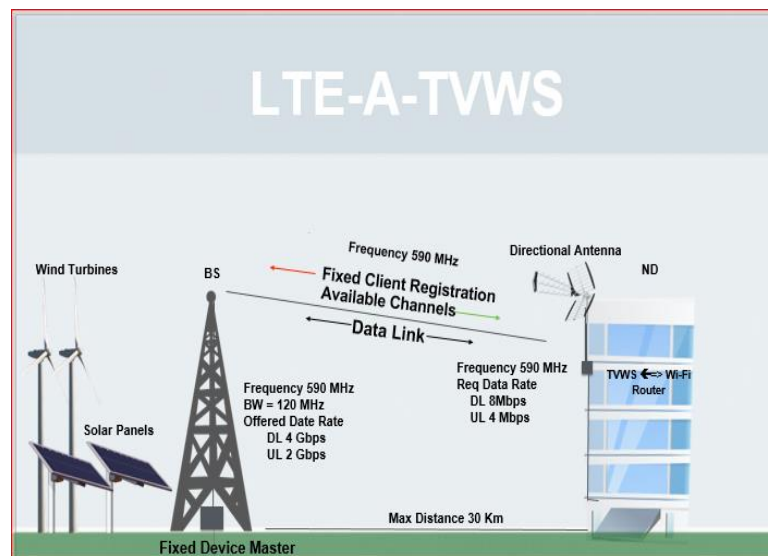 LTE-A-TVWS
Frequency 590 MHz
Directional Antenna
ND
Wind Turbines
BS
Fixed Client Registration
Available Channels
Data Link
Frequency 590 MHz
BW = 120 MHz
Offered Date Rate
DL 4 Gbps
UL 2 Gbps
Frequency 590 MHz
Req Data Rate
DL 8Mbps
UL 4 Mbps
TVWS <=> Wi-Fi
Router
Solar Panels
Max Distance 30 Km
Fixed Device Master